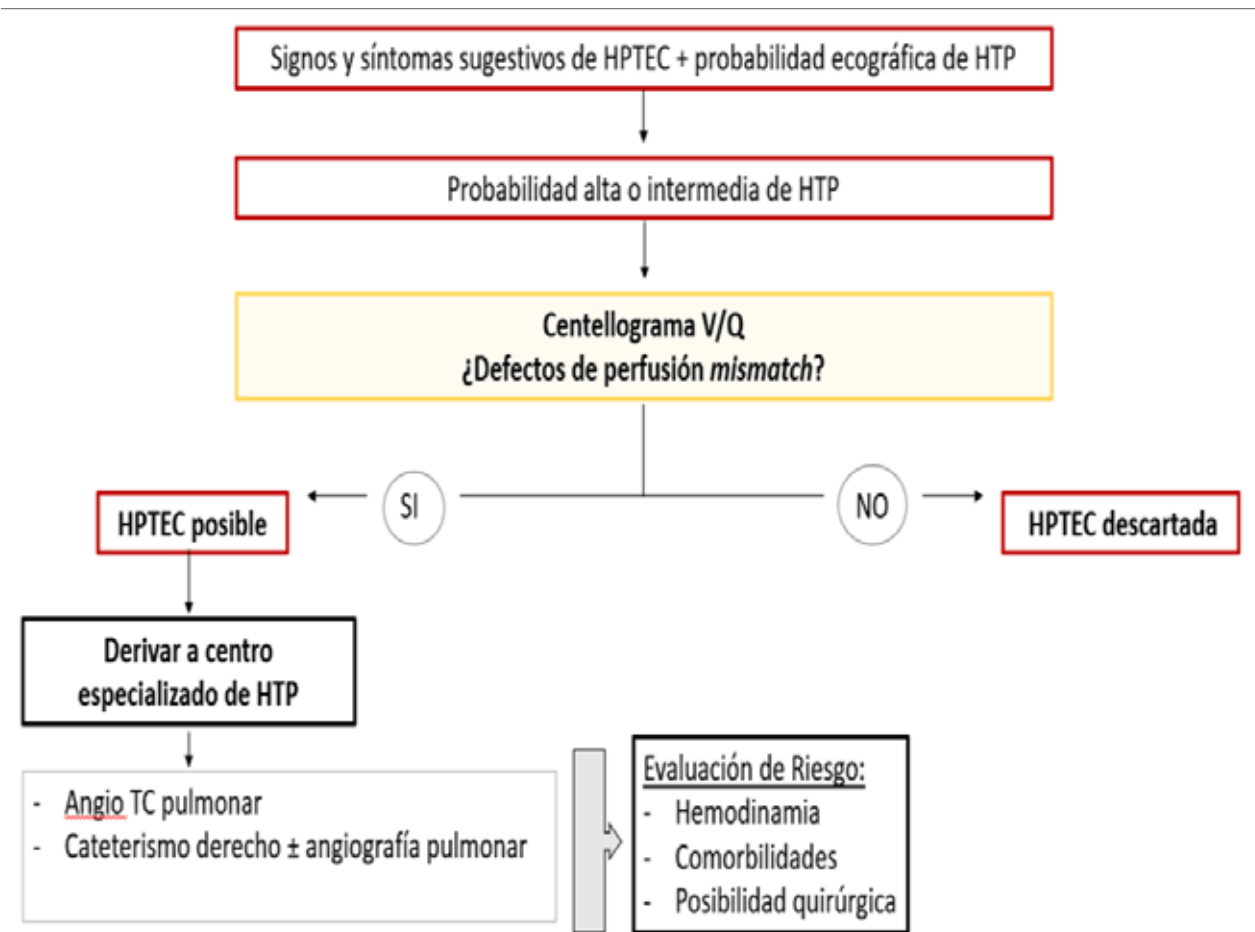 Signos y síntomas sugestivos de HPTEC + probabilidad ecográfica de HTP
Probabilidad alta o intermedia de HTP
Centellograma V/Q
¿Defectos de perfusión mismatch?
SI
NO
HPTEC posible
HPTEC descartada
Derivar a centro
especializado de HTP
- Angio TC pulmonar
- Cateterismo derecho ± angiografía pulmonar
Evaluación de Riesgo:
- Hemodinamia
- Comorbilidades
- Posibilidad quirúrgica